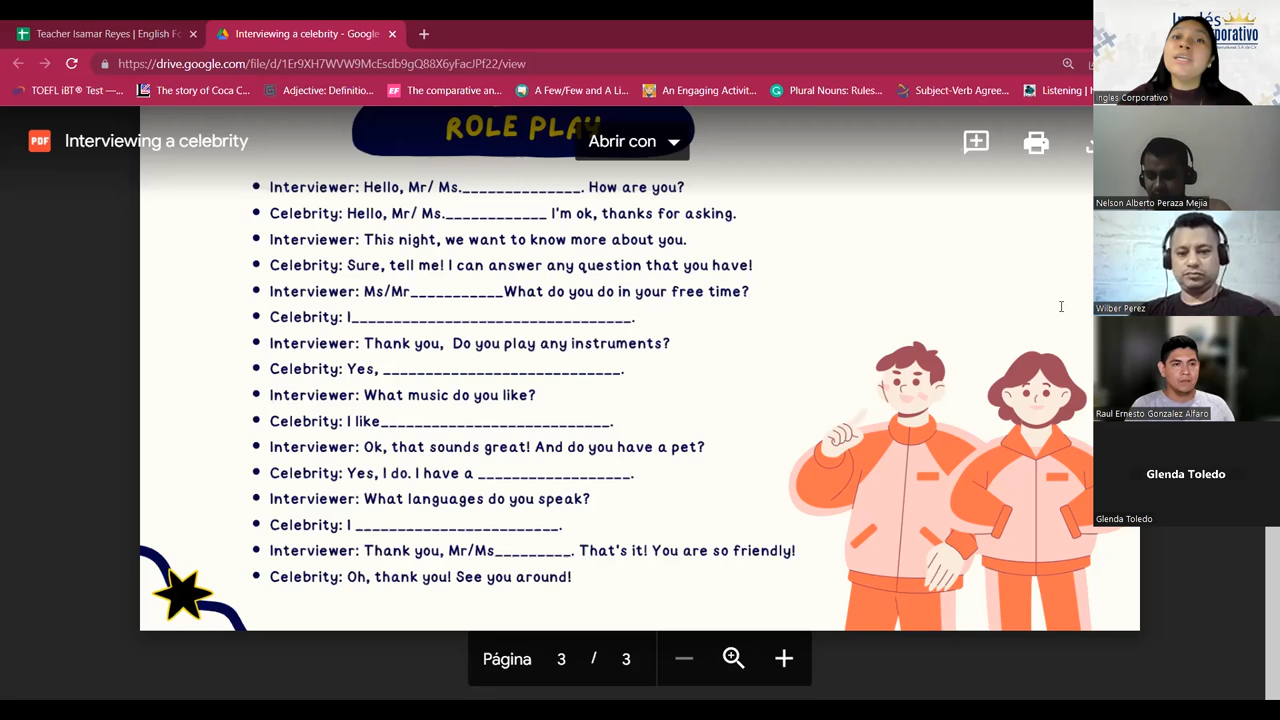 Teacher Isamar Reyes | English Fo
Interviewing a celebrity - Google
https://drive.google.com/file/d/1Er9XH7WVW9McEsdb9gQ88X6yFacJPf22/view
TOEFL iBT® Test —...
The story of Coca C...
Adjective: Definitio...
The comparative an...
A Few/Few and A Li...
An Engaging Activit...
Plural Nouns: Rules...
Subject-Verb Agree...
Listening |
PDF
Interviewing a celebrity
ROLE PLAY
Abrir con
• Interviewer: Hello, Mr/ Ms.______________. How are you?
• Celebrity: Hello, Mr/ Ms.____________ I'm ok, thanks for asking.
• Interviewer: This night, we want to know more about you.
• Celebrity: Sure, tell me! I can answer any question that you have!
• Interviewer: Ms/Mr___________What do you do in your free time?
• Celebrity: I_________________________________.
• Interviewer: Thank you, Do you play any instruments?
• Celebrity: Yes, ____________________________.
• Interviewer: What music do you like?
• Celebrity: I like___________________________.
• Interviewer: Ok, that sounds great! And do you have a pet?
• Celebrity: Yes, I do. I have a __________________.
• Interviewer: What languages do you speak?
• Celebrity: I ________________________.
• Interviewer: Thank you, Mr/Ms_________. That's it! You are so friendly!
• Celebrity: Oh, thank you! See you around!
Página 3 / 3
Ingles Corporativo
Nelson Alberto Peraza Mejia
Wilber Perez
Raul Ernesto Gonzalez Alfaro
Glenda Toledo
Glenda Toledo